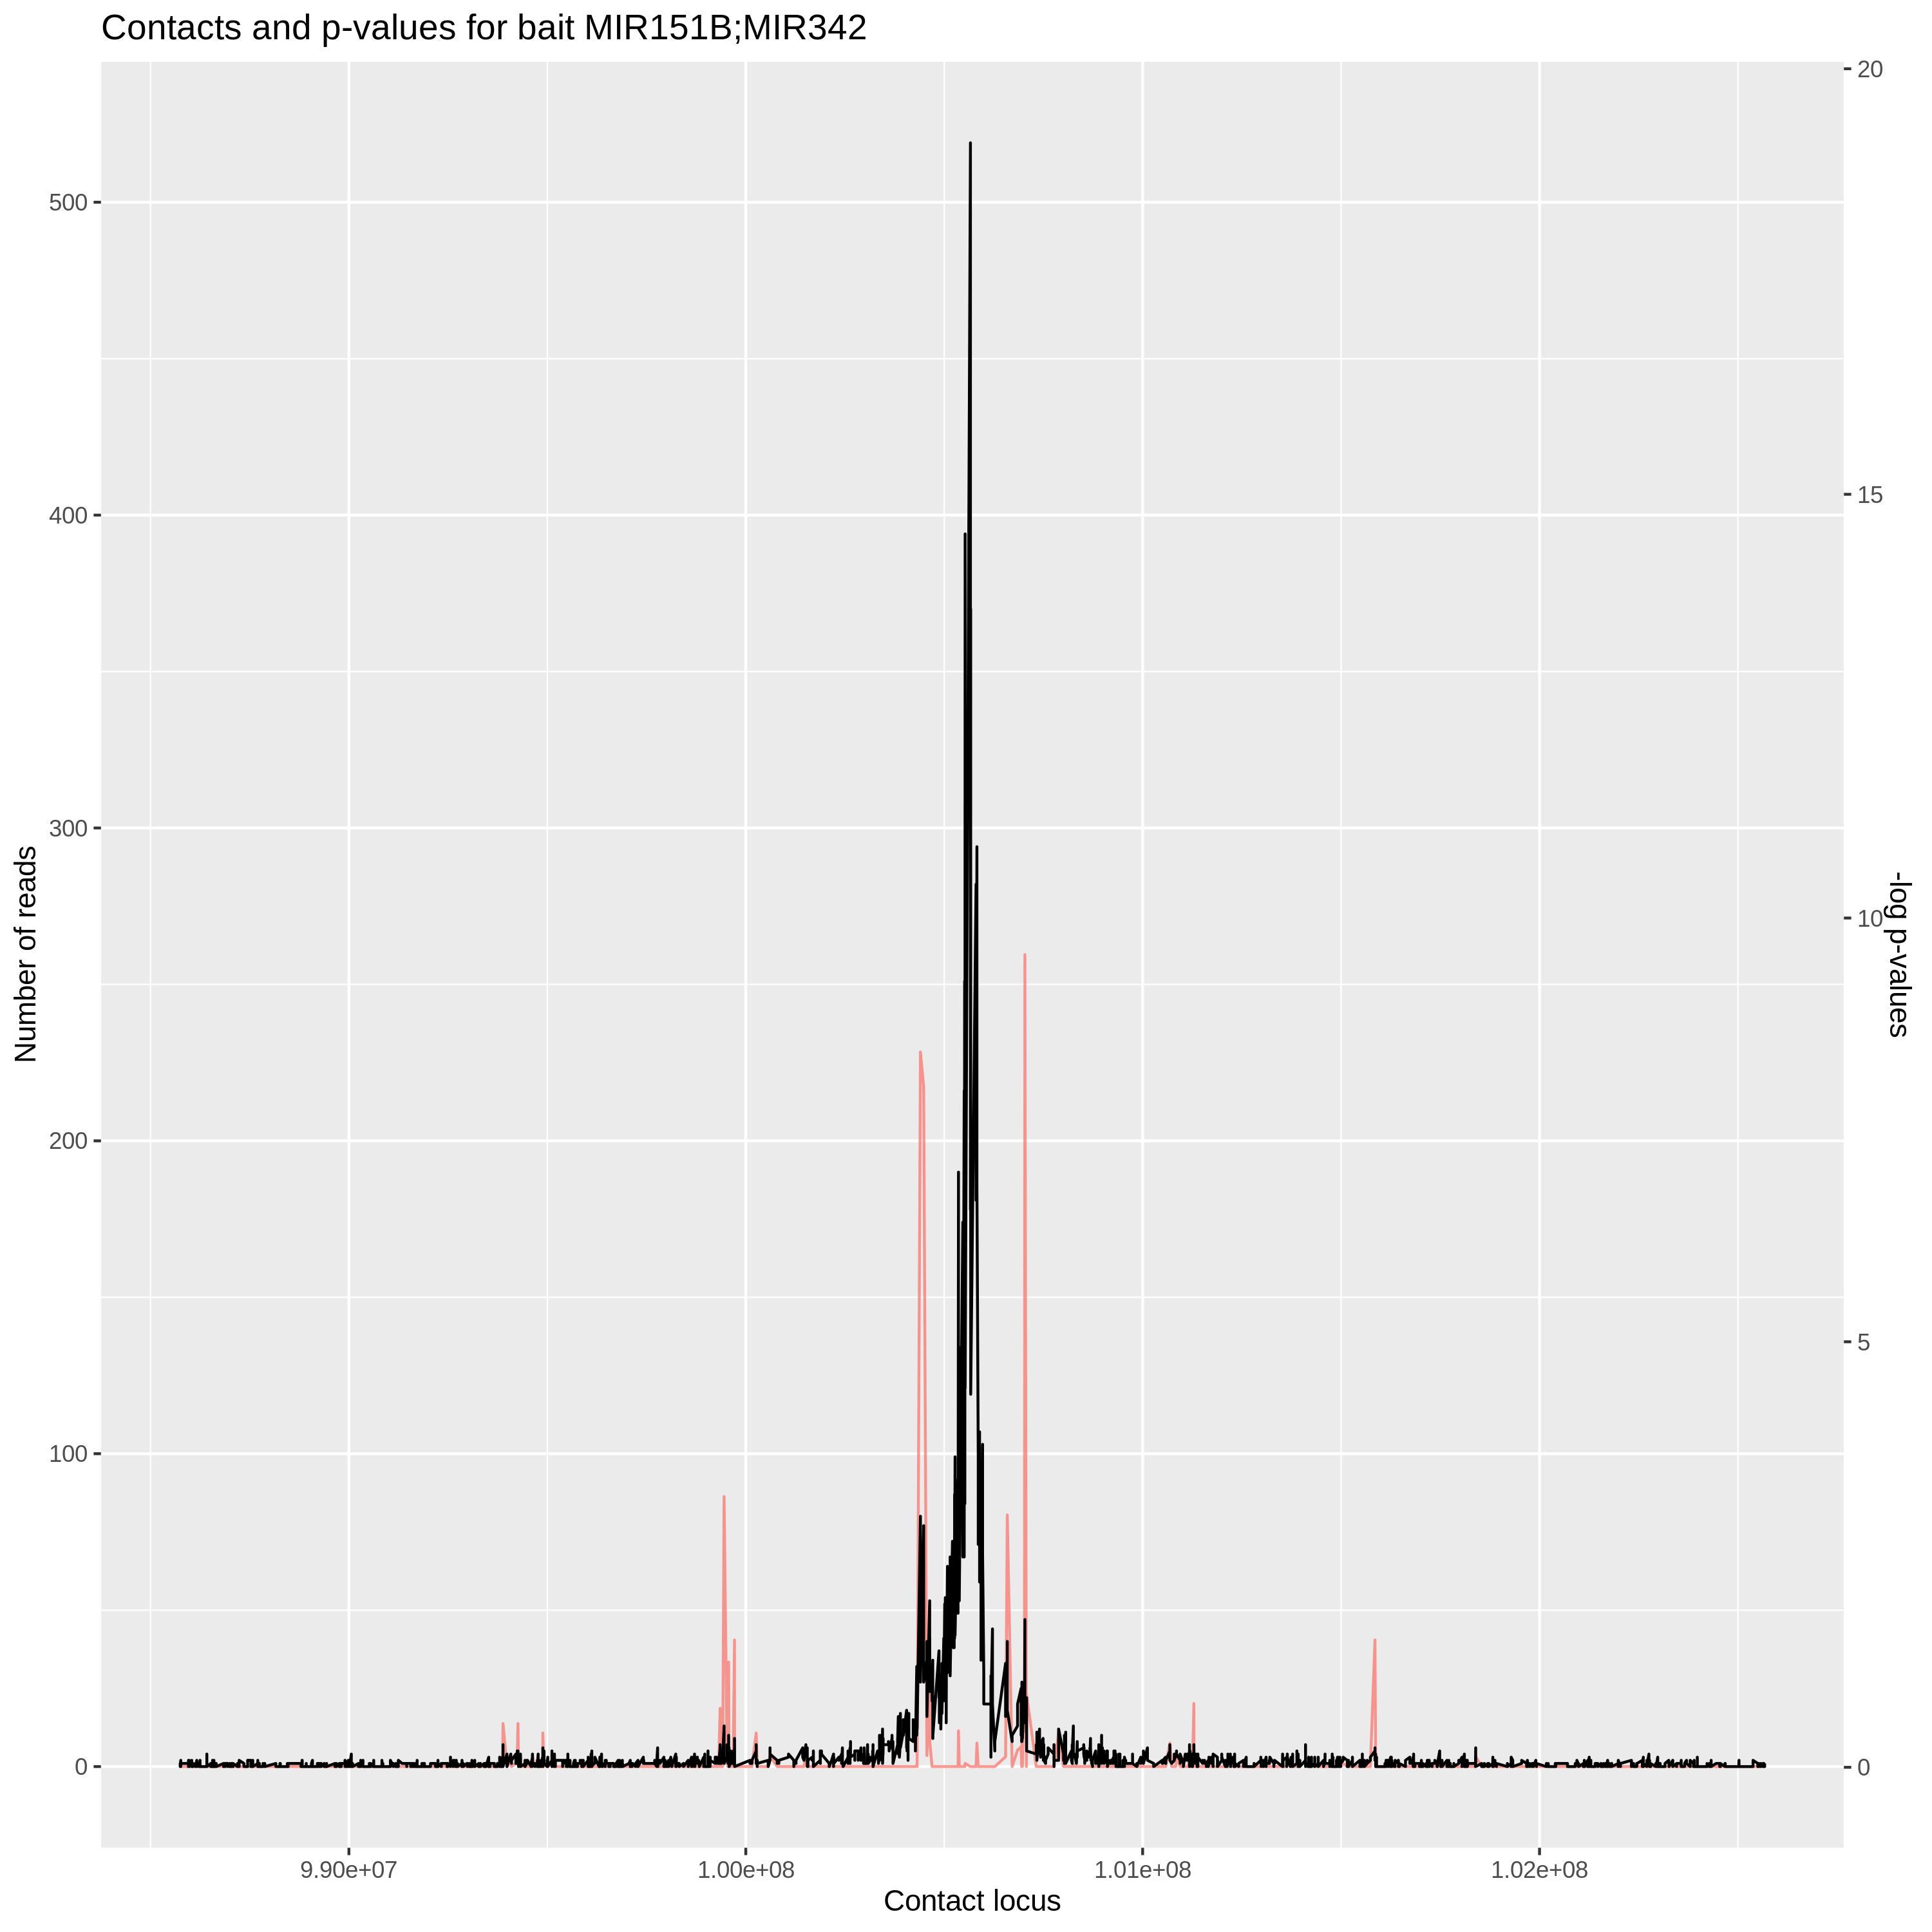 Contacts and p-values for bait MIR151B;MIR342
20
500
15
400
300
10
Number of reads
-log p-values
200
5
100
0
0
9.90e+07
1.00e+08
1.01e+08
1.02e+08
Contact locus